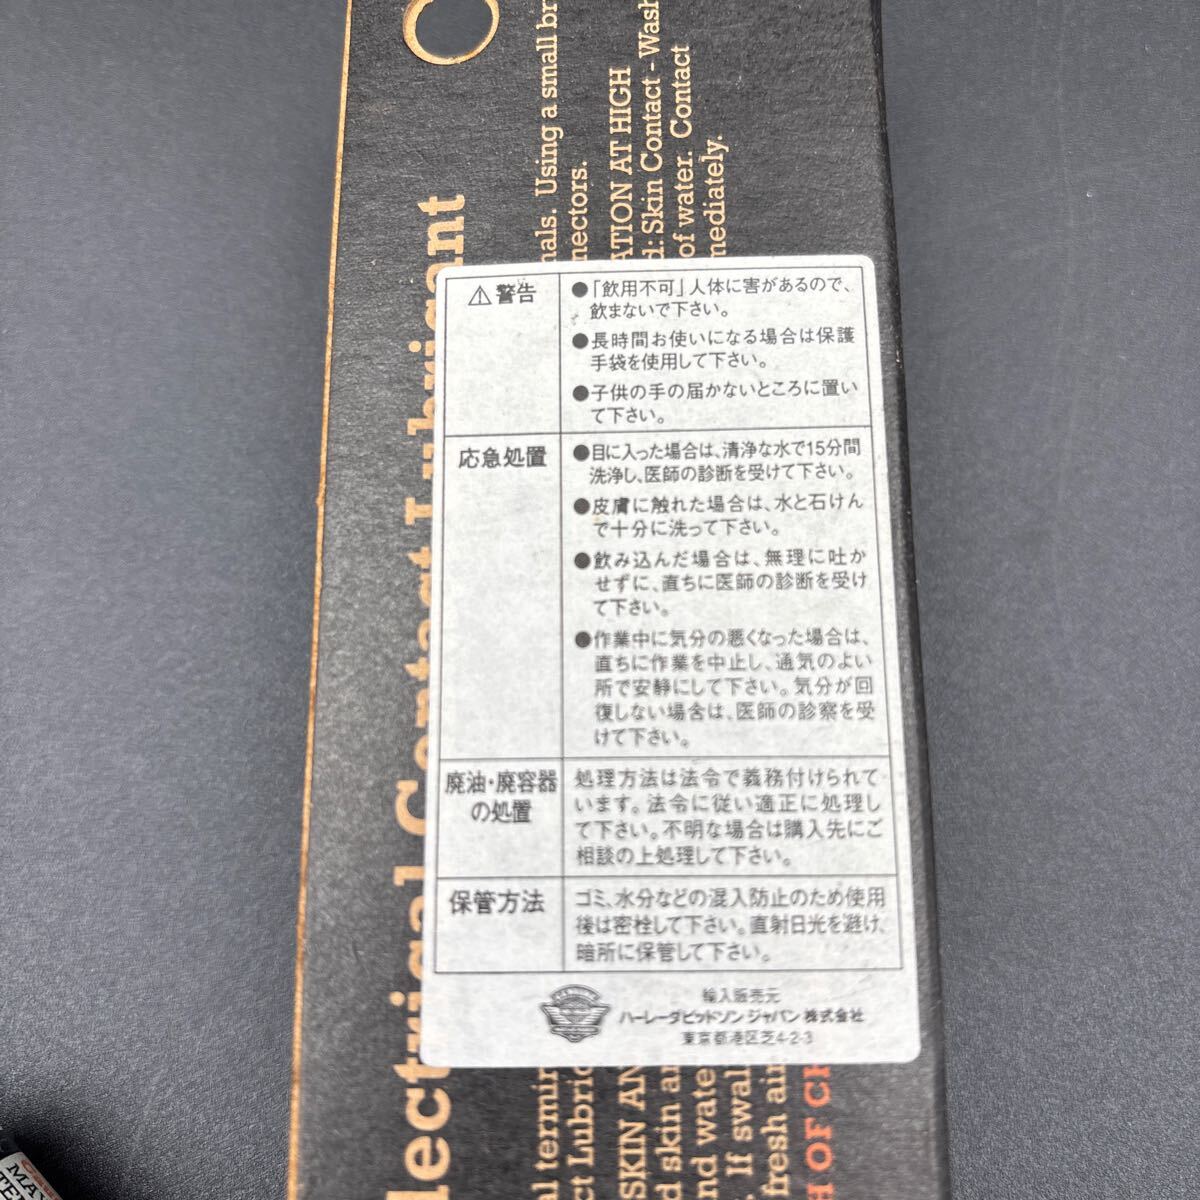 ⚠警告
●「飲用不可」人体に害があるので、
飲まないで下さい。
●長時間お使いになる場合は保護
手袋を使用して下さい。
●子供の手の届かないところに置い
て下さい。
応急処置
●目に入った場合は、清浄な水で15分間
洗浄し、医師の診断を受けて下さい。
●皮膚に触れた場合は、水と石けん
で十分に洗って下さい。
●飲み込んだ場合は、無理に吐か
せずに、直ちに医師の診断を受け
て下さい。
●作業中に気分の悪くなった場合は、
直ちに作業を中止し、通気のよい
所で安静にして下さい。気分が回
復しない場合は、医師の診察を受
けて下さい。
廃油・廃容器
の処置
処理方法は法令で義務付けられて
います。法令に従い適正に処理し
て下さい。不明な場合は購入先にご
相談の上処理して下さい。
保管方法
ゴミ、水分などの混入防止のため使用
後は密栓して下さい。直射日光を避け、
暗所に保管して下さい。
輸入販売元
ハーレーダビッドソン ジャパン 株式会社
東京都港区芝4-2-3
lectrical Contact Lubricant
al termin
nals. Using a small br
ct Lubric
nectors.
SKIN AN
ATION AT HIGH
d skin a
d: Skin Contact - Wash
nd wate
of water. Contact
. If swal
mediately.
fresh air
H OF CH
MA
TE